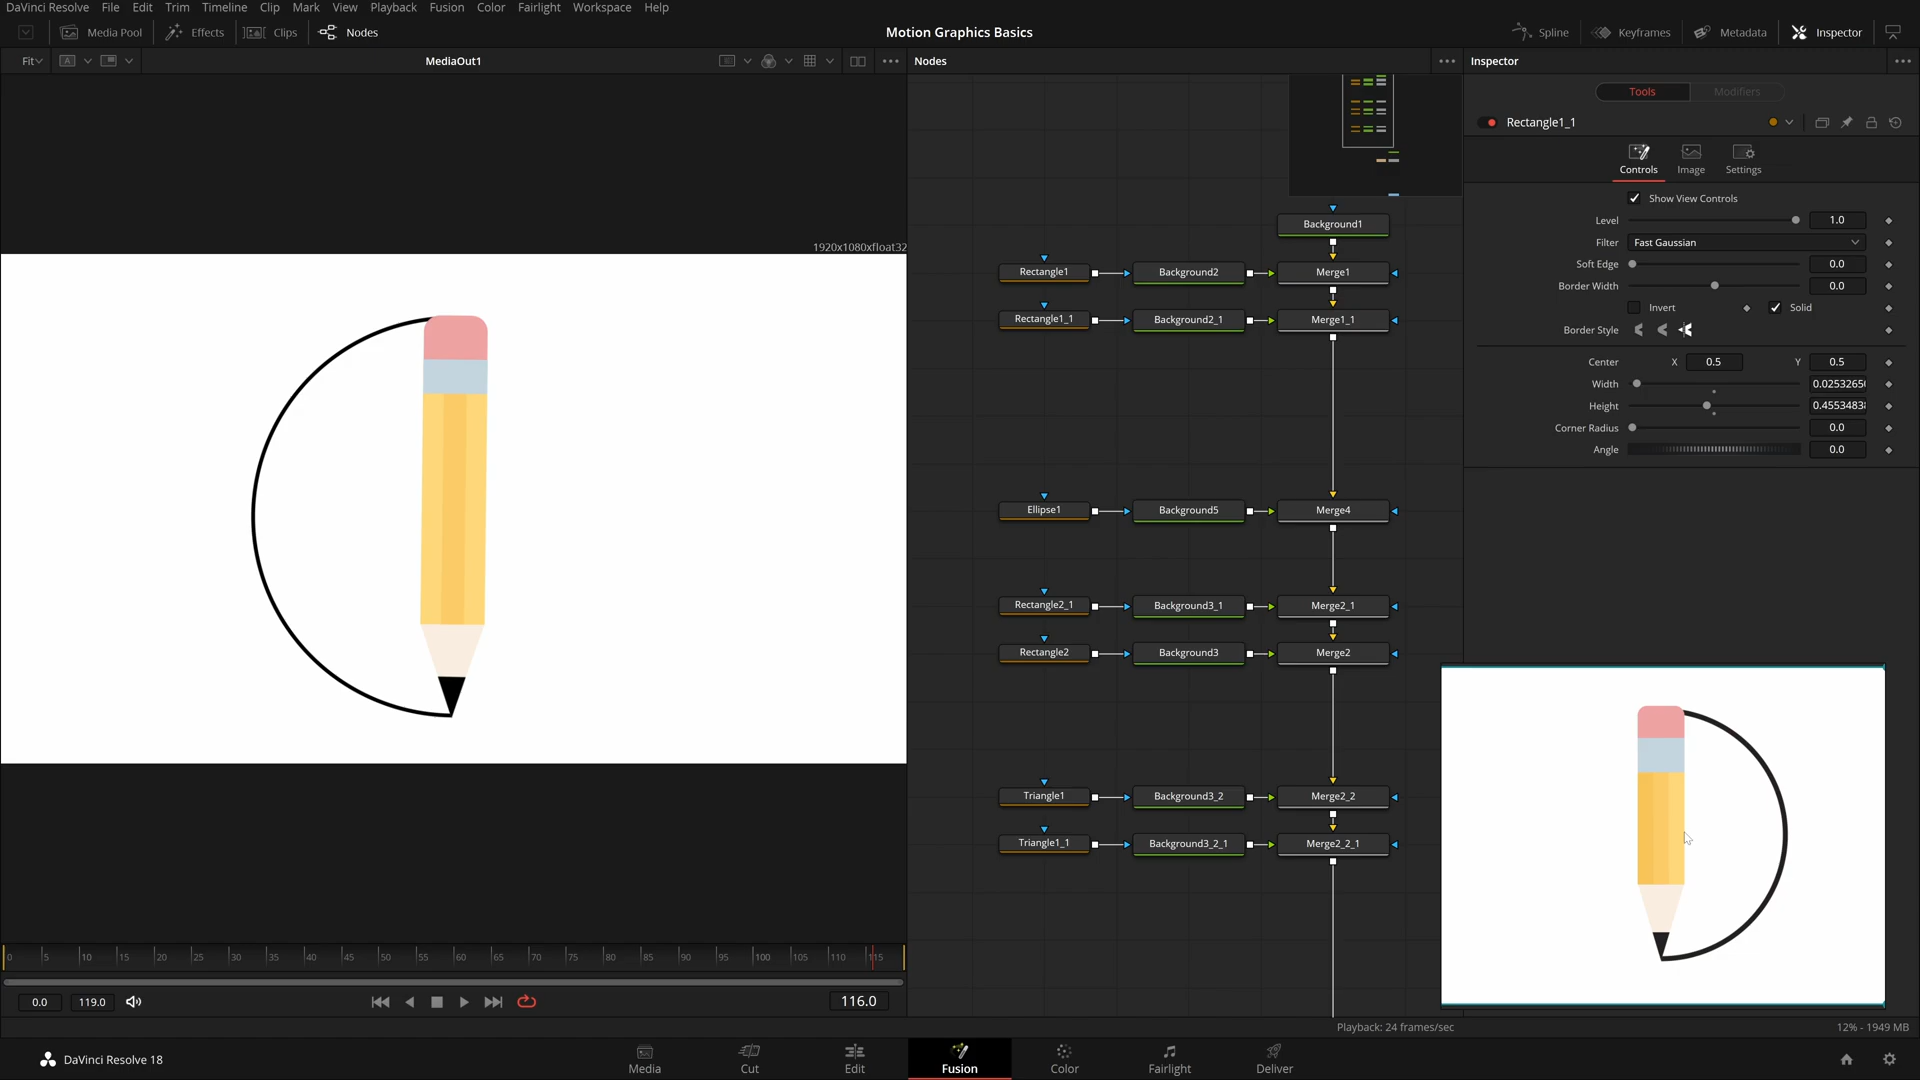 DaVinci Resolve File Edit Trim Timeline Clip Mark View Playback Fusion Color Fairlight Workspace Help
Media Pool Effects Clips Nodes Motion Graphics Basics Spline Keyframes Metadata Inspector
Fit A MediaOut1 Nodes Inspector
Tools Modifiers
Rectangle1_1
Controls Image Settings
Show View Controls
Level 1.0
Filter Fast Gaussian
Soft Edge 0.0
Border Width 0.0
Invert Solid
Border Style
Center X 0.5 Y 0.5
Width 0.0253265
Height 0.4553483
Corner Radius 0.0
Angle 0.0
1920x1080xfloat32
Background1
Rectangle1 Background2 Merge1
Rectangle1_1 Background2_1 Merge1_1
Ellipse1 Background5 Merge4
Rectangle2_1 Background3_1 Merge2_1
Rectangle2 Background3 Merge2
Triangle1 Background3_2 Merge2_2
Triangle1_1 Background3_2_1 Merge2_2_1
0 5 10 15 20 25 30 35 40 45 50 55 60 65 70 75 80 85 90 95 100 105 110 115
0.0 119.0 116.0
Playback: 24 frames/sec 12% - 1949 MB
DaVinci Resolve 18 Media Cut Edit Fusion Color Fairlight Deliver